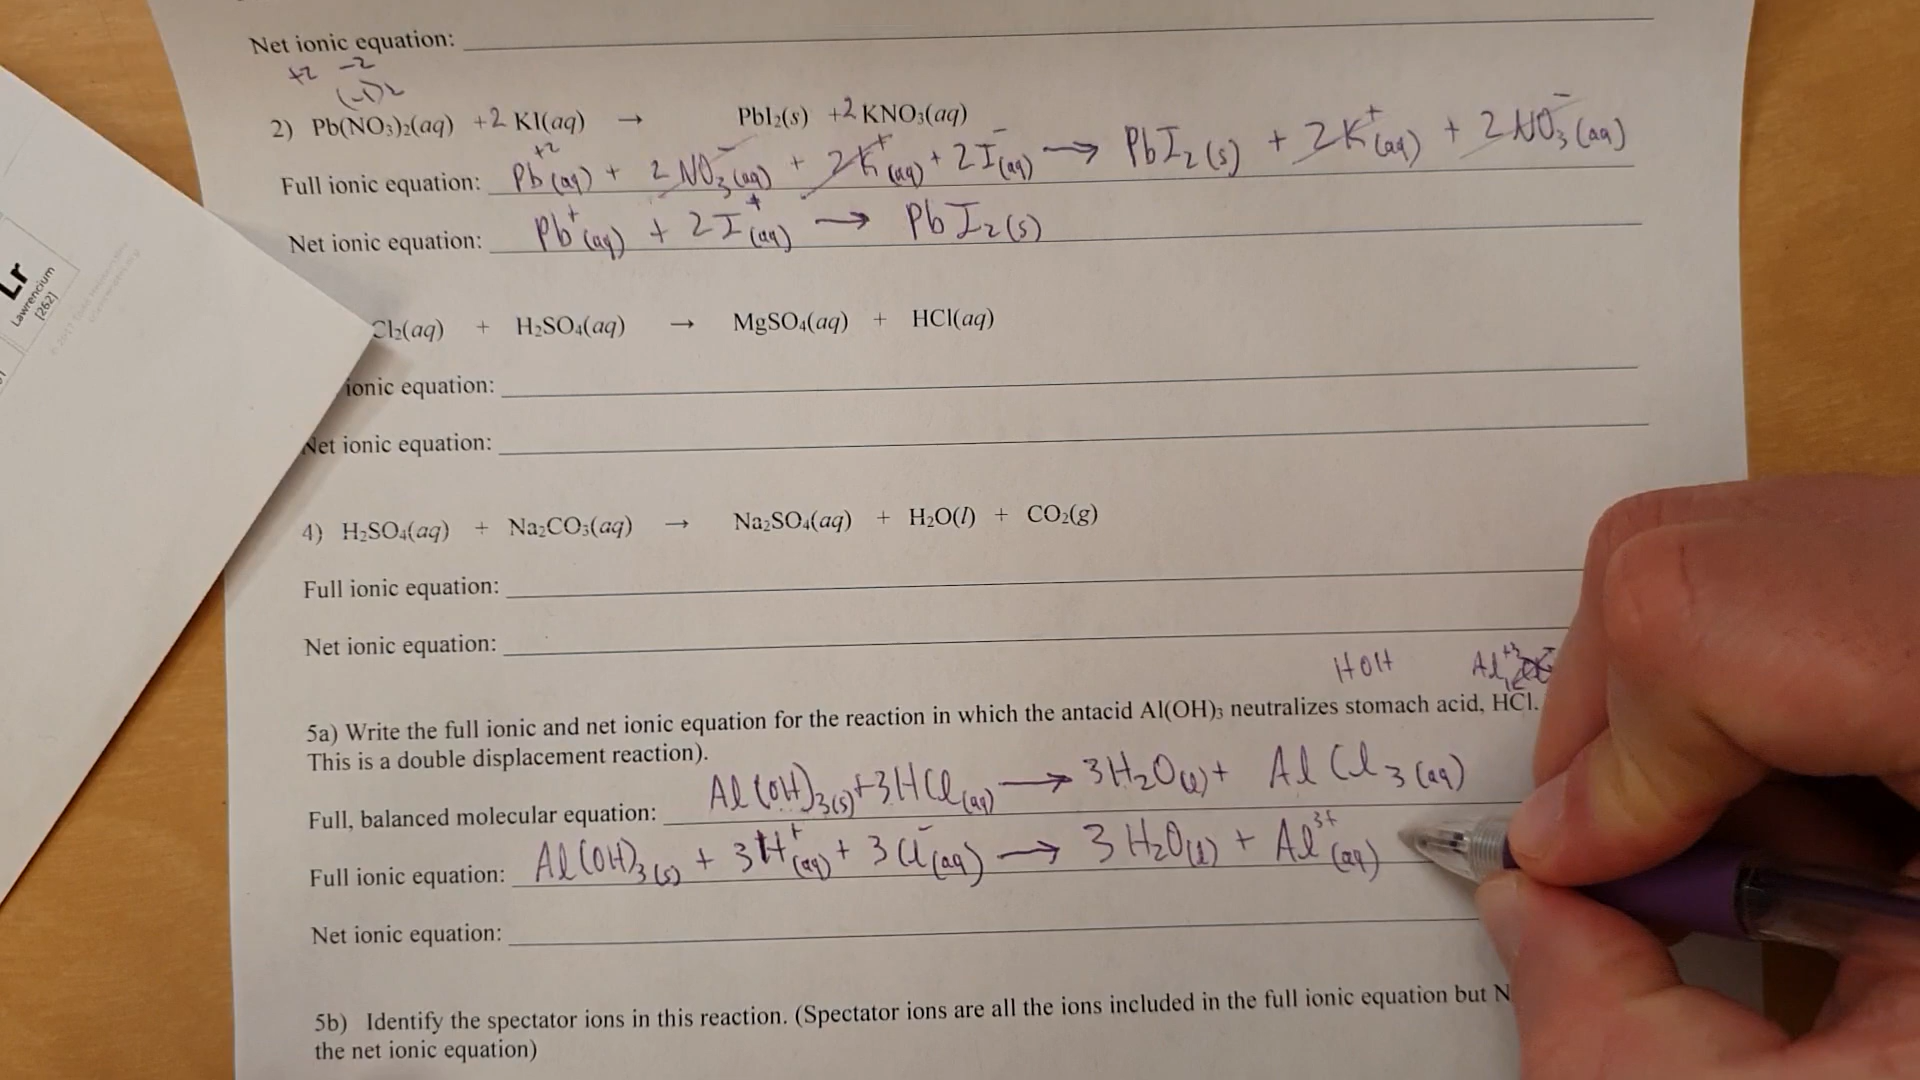 Net ionic equation:
+2 -2
(-1)2
2) Pb(NO₃)₂(aq) +2 KI(aq) → PbI₂(s) +2 KNO₃(aq)
Full ionic equation: Pb⁺²(aq) + 2 NO₃⁻(aq) + 2K⁺(aq) + 2I⁻(aq) → PbI₂(s) + 2K⁺(aq) + 2NO₃⁻(aq)
Net ionic equation: Pb⁺(aq) + 2I⁺(aq) → PbI₂(s)
Cl₂(aq) + H₂SO₄(aq) → MgSO₄(aq) + HCl(aq)
ionic equation:
Net ionic equation:
4) H₂SO₄(aq) + Na₂CO₃(aq) → Na₂SO₄(aq) + H₂O(l) + CO₂(g)
Full ionic equation:
Net ionic equation:
HOH Al⁺³
5a) Write the full ionic and net ionic equation for the reaction in which the antacid Al(OH)₃ neutralizes stomach acid, HCl.
This is a double displacement reaction).
Full, balanced molecular equation: Al(OH)₃(s) + 3HCl(aq) → 3H₂O(l) + AlCl₃(aq)
Full ionic equation: Al(OH)₃(s) + 3H⁺(aq) + 3Cl⁻(aq) → 3H₂O(l) + Al³⁺(aq)
Net ionic equation:
5b) Identify the spectator ions in this reaction. (Spectator ions are all the ions included in the full ionic equation but N
the net ionic equation)
Lr
Lawrencium
[262]